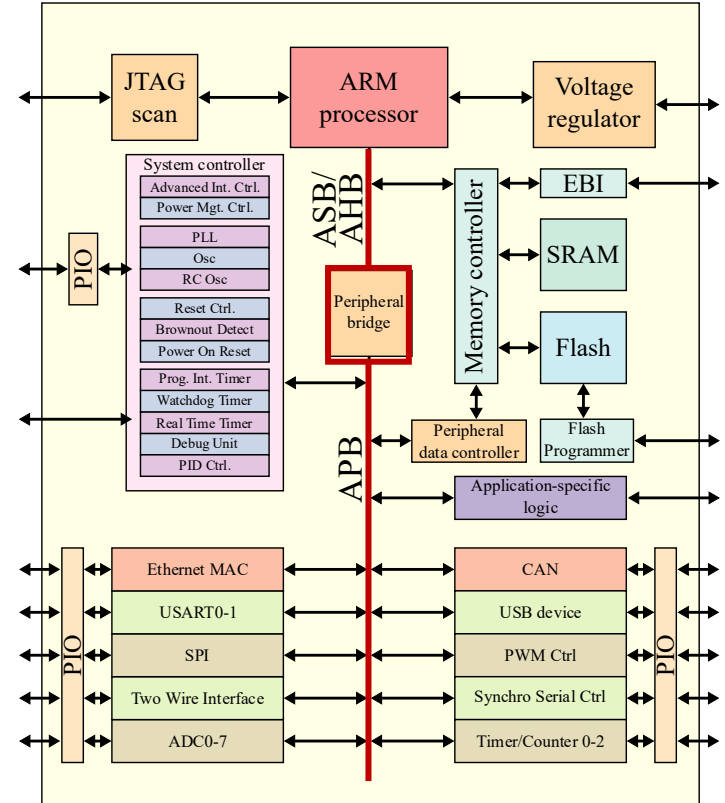 JTAG
scan
ARM
processor
Voltage
regulator
System controller
Advanced Int. Ctrl.
Power Mgt. Ctrl.
PLL
Osc
RC Osc
Reset Ctrl.
Brownout Detect
Power On Reset
Prog. Int. Timer
Watchdog Timer
Real Time Timer
Debug Unit
PID Ctrl.
PIO
ASB/
AHB
Peripheral
bridge
APB
Memory controller
EBI
SRAM
Flash
Peripheral
data controller
Flash
Programmer
Application-specific
logic
PIO
Ethernet MAC
USART0-1
SPI
Two Wire Interface
ADC0-7
CAN
USB device
PWM Ctrl
Synchro Serial Ctrl
Timer/Counter 0-2
PIO